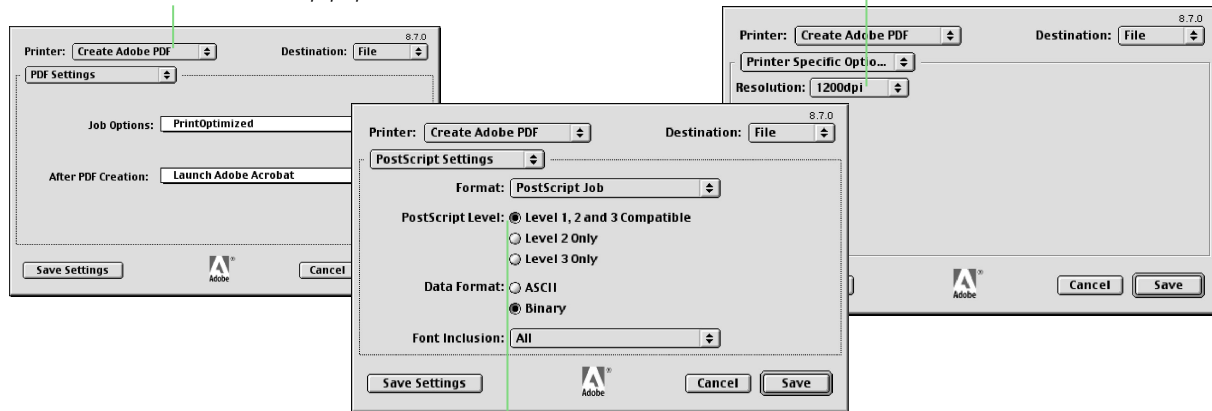 8.7.0
Printer: Create Adobe PDF Destination: File
PDF Settings
Job Options: PrintOptimized
After PDF Creation: Launch Adobe Acrobat
Save Settings Adobe® Cancel
8.7.0
Printer: Create Adobe PDF Destination: File
PostScript Settings
Format: PostScript Job
PostScript Level: Level 1, 2 and 3 Compatible
Level 2 Only
Level 3 Only
Data Format: ASCII
Binary
Font Inclusion: All
Save Settings Adobe® Cancel Save
8.7.0
Printer: Create Adobe PDF Destination: File
Printer Specific Optio...
Resolution: 1200dpi
Adobe® Cancel Save